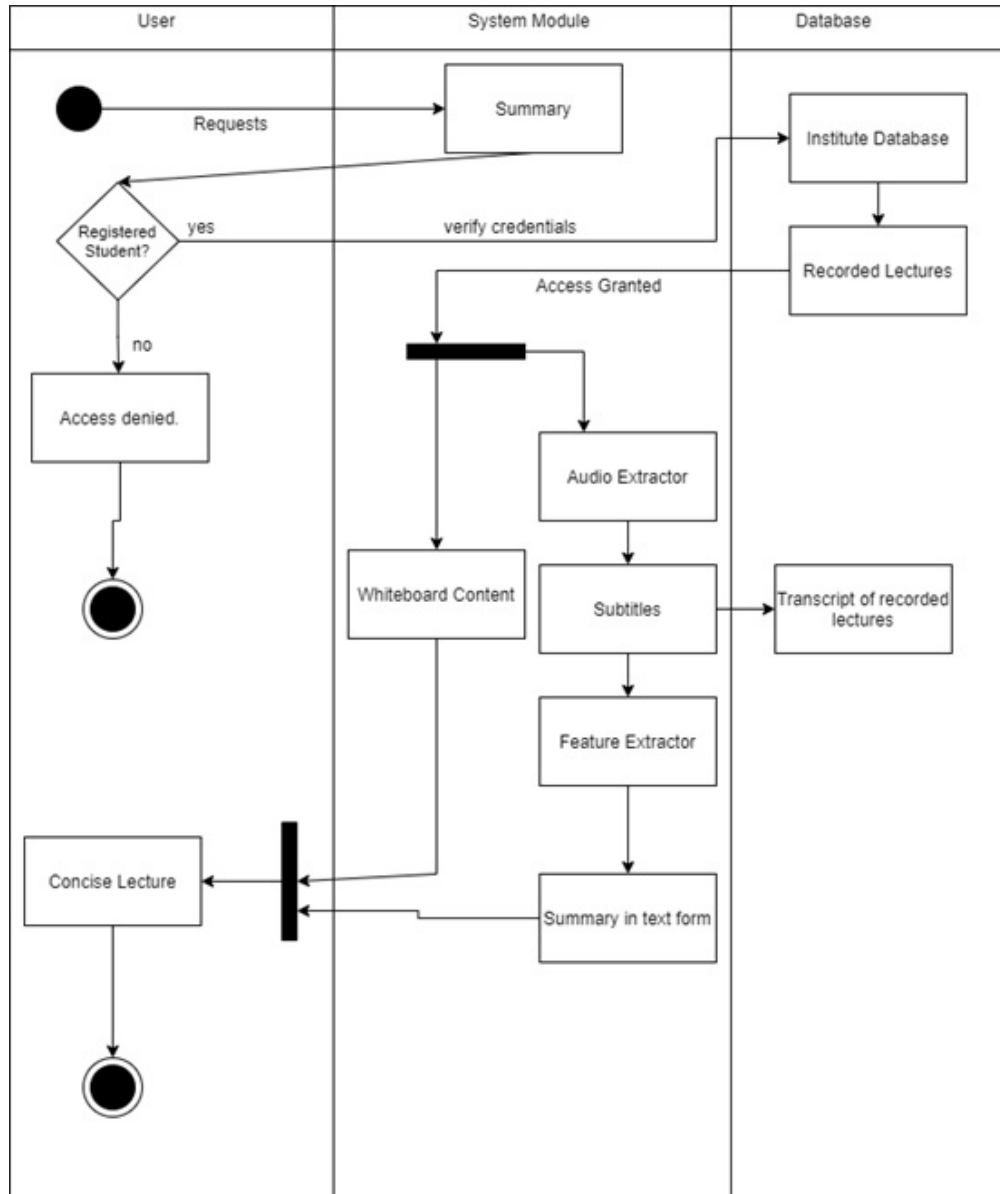 User
System Module
Database
Summary
Requests
Institute Database
Registered
Student?
yes
verify credentials
Recorded Lectures
Access Granted
no
Access denied.
Audio Extractor
Whiteboard Content
Subtitles
Transcript of recorded
lectures
Feature Extractor
Concise Lecture
Summary in text form